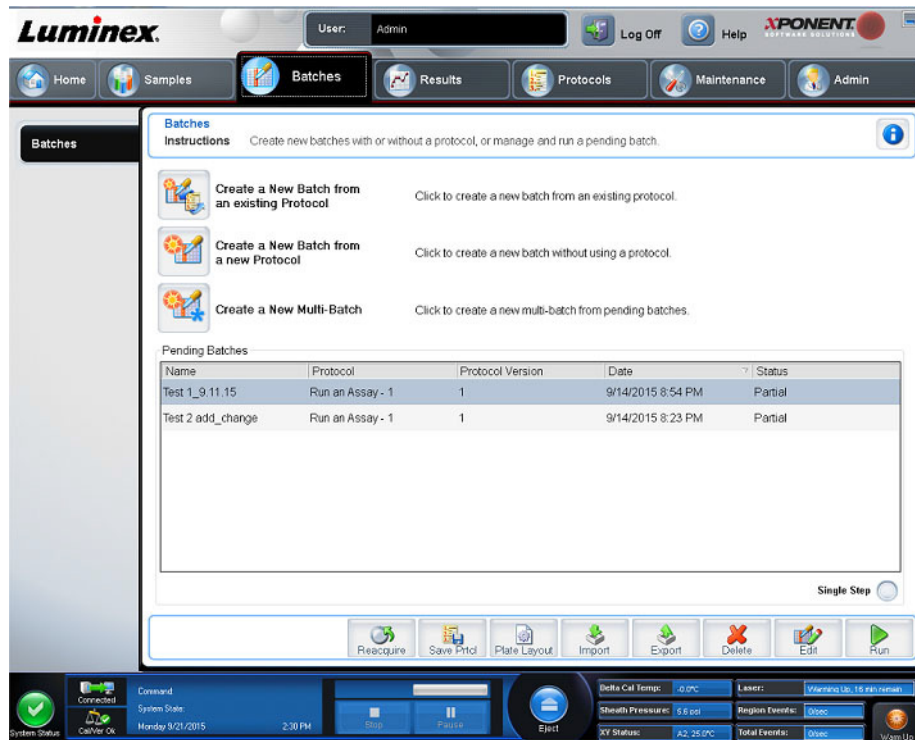 Luminex.
User: Admin
Log Off
Help
XPONENT.
SOFTWARE SOLUTIONS
Home
Samples
Batches
Results
Protocols
Maintenance
Admin
Batches
Batches
Instructions Create new batches with or without a protocol, or manage and run a pending batch.
Create a New Batch from
an existing Protocol
Click to create a new batch from an existing protocol.
Create a New Batch from
a new Protocol
Click to create a new batch without using a protocol.
Create a New Multi-Batch
Click to create a new multi-batch from pending batches.
Pending Batches
Name Protocol Protocol Version Date Status
Test 1_9.11.15 Run an Assay - 1 1 9/14/2015 8:54 PM Partial
Test 2 add_change Run an Assay - 1 1 9/14/2015 8:23 PM Partial
Single Step
Reacquire
Save Prtcl
Plate Layout
Import
Export
Delete
Edit
Run
System Status
Connected
Cal/Ver Ok
Command
System State:
Monday 9/21/2015 2:30 PM
Stop
Pause
Eject
Delta Cal Temp: -0.0°C
Laser: Warming Up, 16 min remain
Sheath Pressure: 5.6 psi
Region Events: 0/sec
XY Status: A2, 25.0°C
Total Events: 0/sec
Warm Up